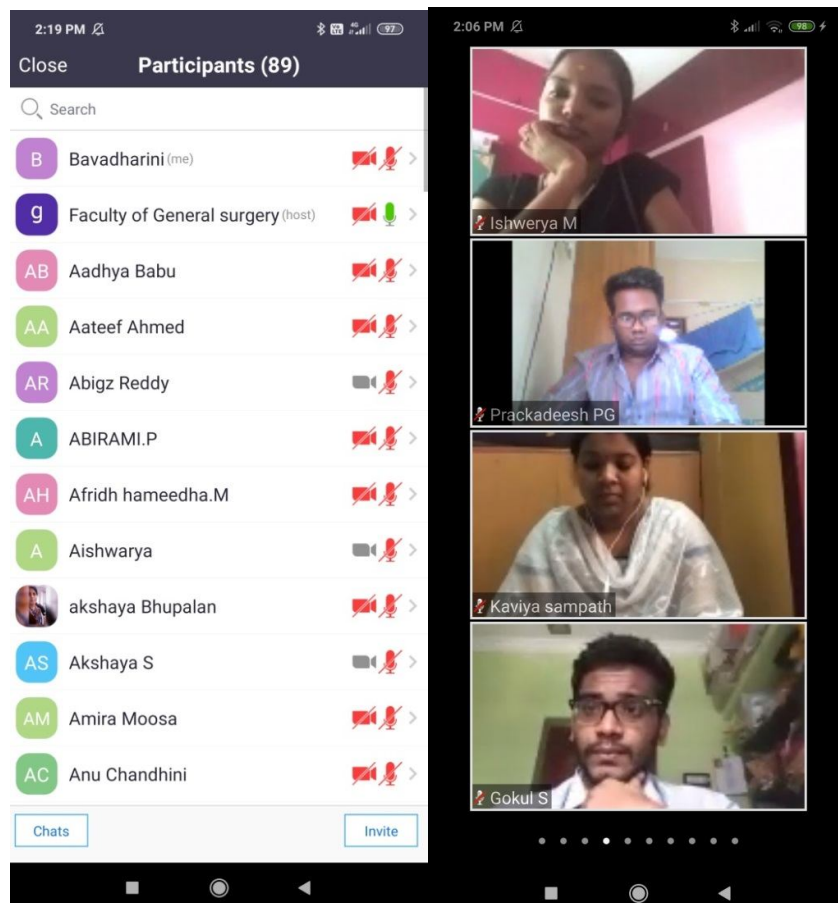 2:19 PM
97
Close Participants (89)
Search
B Bavadharini (me)
g Faculty of General surgery (host)
AB Aadhya Babu
AA Aateef Ahmed
AR Abigz Reddy
A ABIRAMI.P
AH Afridh hameedha.M
A Aishwarya
akshaya Bhupalan
AS Akshaya S
AM Amira Moosa
AC Anu Chandhini
Chats Invite
2:06 PM
98
Ishwerya M
Prackadeesh PG
Kaviya sampath
Gokul S